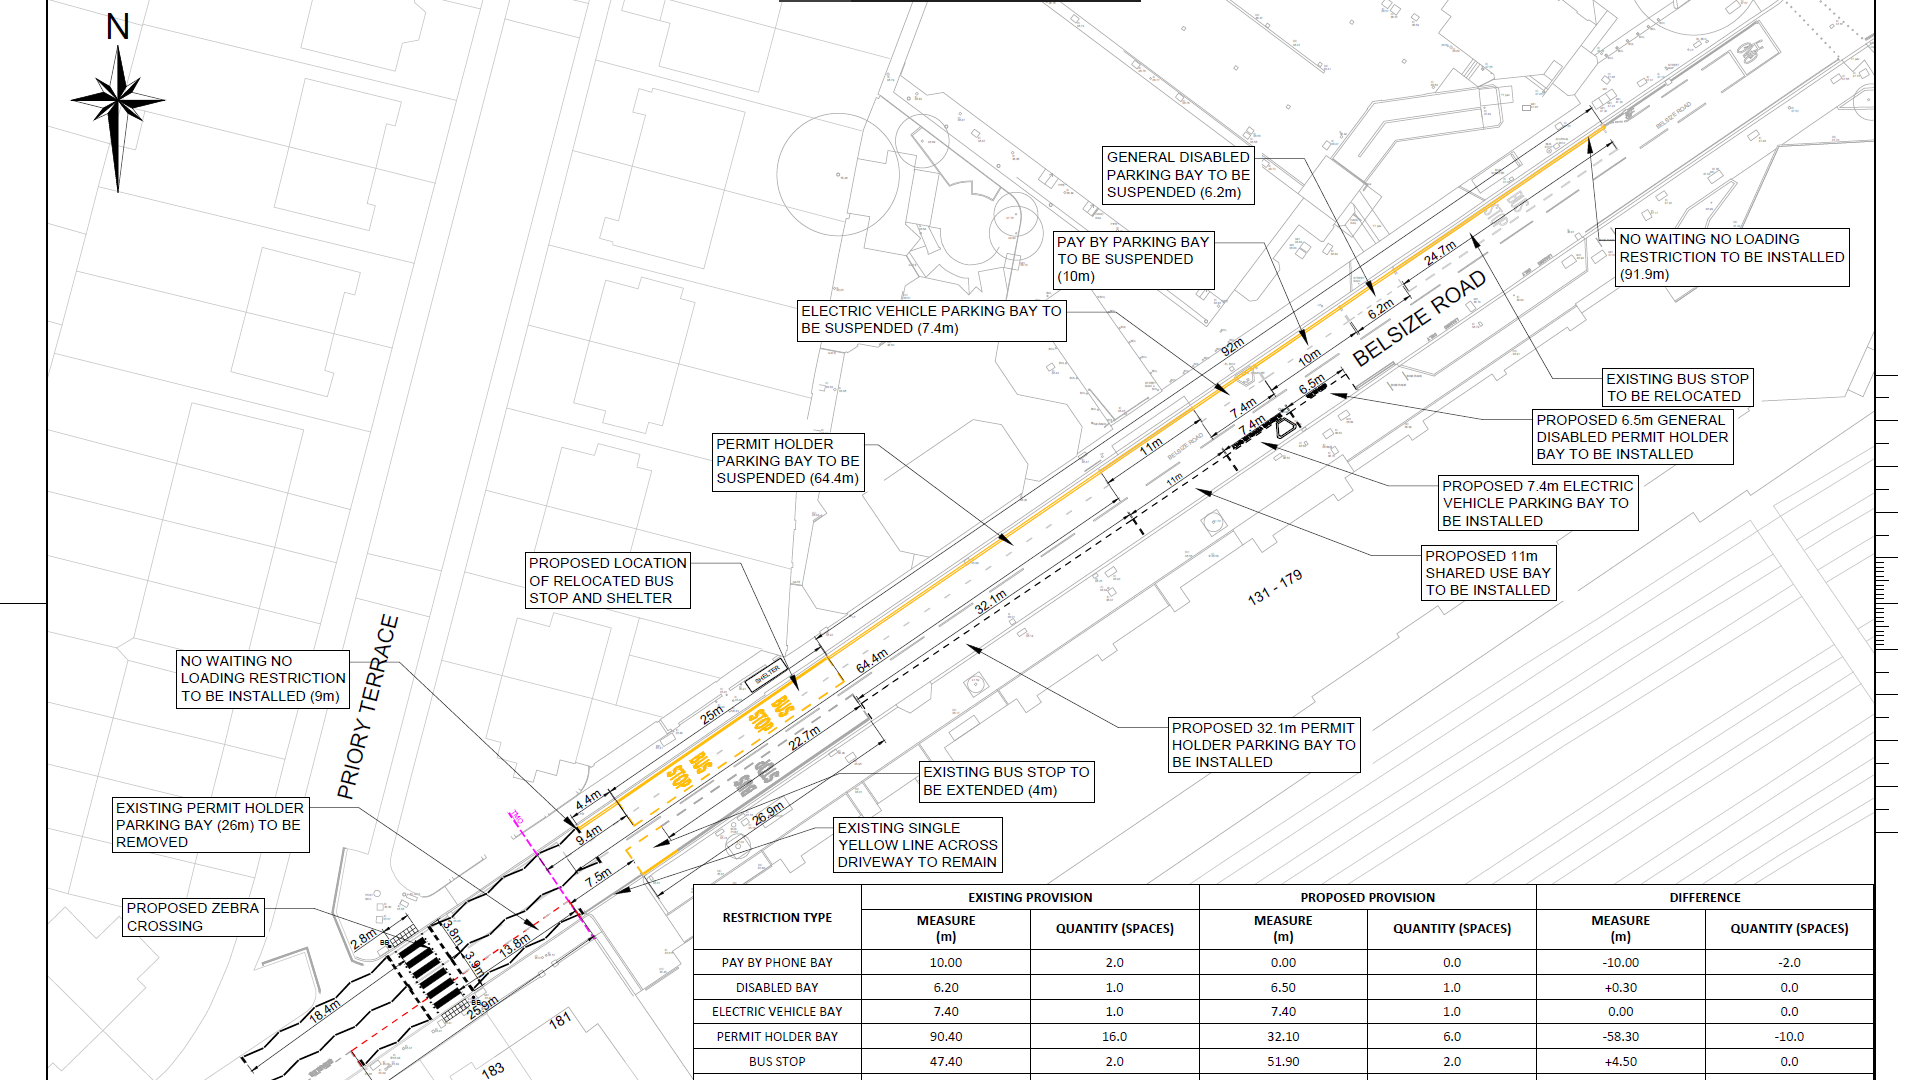 N
GENERAL DISABLED
PARKING BAY TO BE
SUSPENDED (6.2m)
PAY BY PARKING BAY
TO BE SUSPENDED
(10m)
ELECTRIC VEHICLE PARKING BAY TO
BE SUSPENDED (7.4m)
NO WAITING NO LOADING
RESTRICTION TO BE INSTALLED
(91.9m)
BELSIZE ROAD
24.7m
6.2m
BELSIZE ROAD
92m
10m
6.5m
7.4m
7.4m
EXISTING BUS STOP
TO BE RELOCATED
PROPOSED 6.5m GENERAL
DISABLED PERMIT HOLDER
BAY TO BE INSTALLED
PERMIT HOLDER
PARKING BAY TO BE
SUSPENDED (64.4m)
11m
BELSIZE ROAD
11m
PROPOSED 7.4m ELECTRIC
VEHICLE PARKING BAY TO
BE INSTALLED
PROPOSED 11m
SHARED USE BAY
TO BE INSTALLED
PROPOSED LOCATION
OF RELOCATED BUS
STOP AND SHELTER
131 - 179
32.1m
64.4m
SHELTER
NO WAITING NO
LOADING RESTRICTION
TO BE INSTALLED (9m)
PRIORY TERRACE
25m
BUS
STOP
22.7m
BUS
STOP
PROPOSED 32.1m PERMIT
HOLDER PARKING BAY TO
BE INSTALLED
EXISTING BUS STOP TO
BE EXTENDED (4m)
4.4m
9.4m
26.9m
EXISTING PERMIT HOLDER
PARKING BAY (26m) TO BE
REMOVED
EXISTING SINGLE
YELLOW LINE ACROSS
DRIVEWAY TO REMAIN
7.5m
PROPOSED ZEBRA
CROSSING
2.8m
BB
3.8m
13.8m
3.9m
BB
25.9m
18.4m
181
183
RESTRICTION TYPE EXISTING PROVISION PROPOSED PROVISION DIFFERENCE
MEASURE (m) QUANTITY (SPACES) MEASURE (m) QUANTITY (SPACES) MEASURE (m) QUANTITY (SPACES)
PAY BY PHONE BAY 10.00 2.0 0.00 0.0 -10.00 -2.0
DISABLED BAY 6.20 1.0 6.50 1.0 +0.30 0.0
ELECTRIC VEHICLE BAY 7.40 1.0 7.40 1.0 0.00 0.0
PERMIT HOLDER BAY 90.40 16.0 32.10 6.0 -58.30 -10.0
BUS STOP 47.40 2.0 51.90 2.0 +4.50 0.0